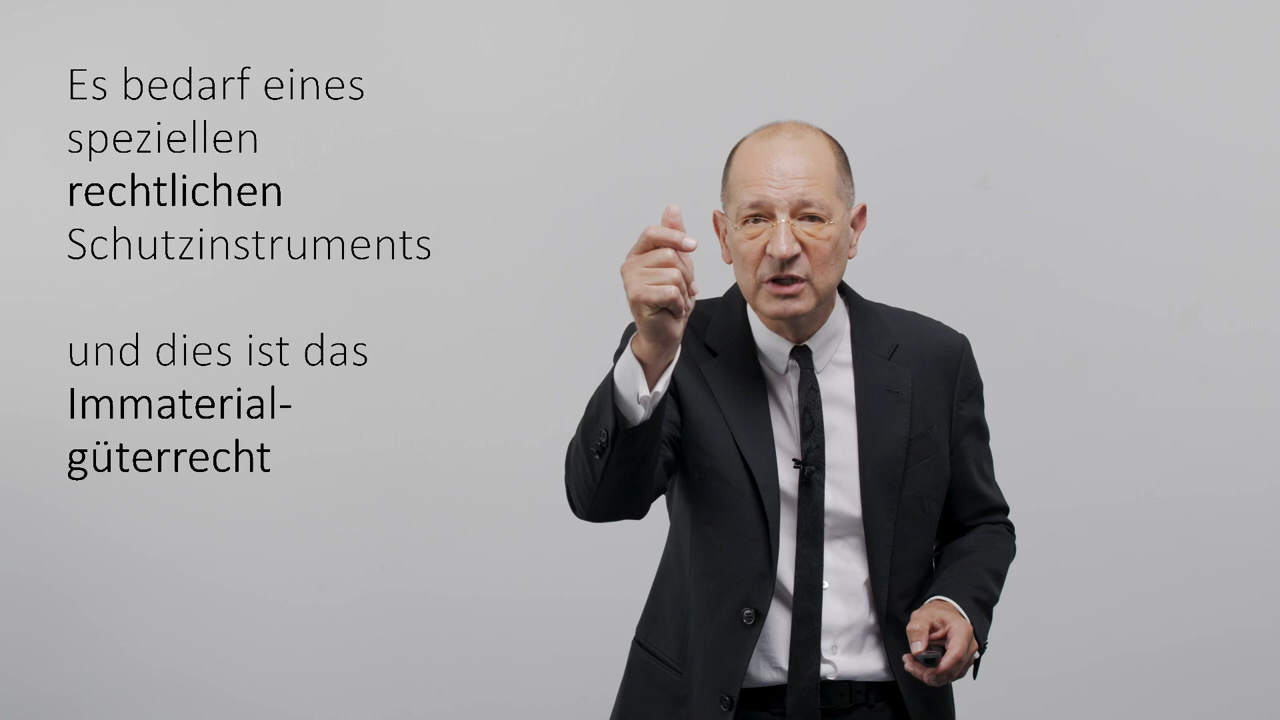 Es bedarf eines
speziellen
rechtlichen
Schutzinstruments
und dies ist das
Immaterial-
güterrecht